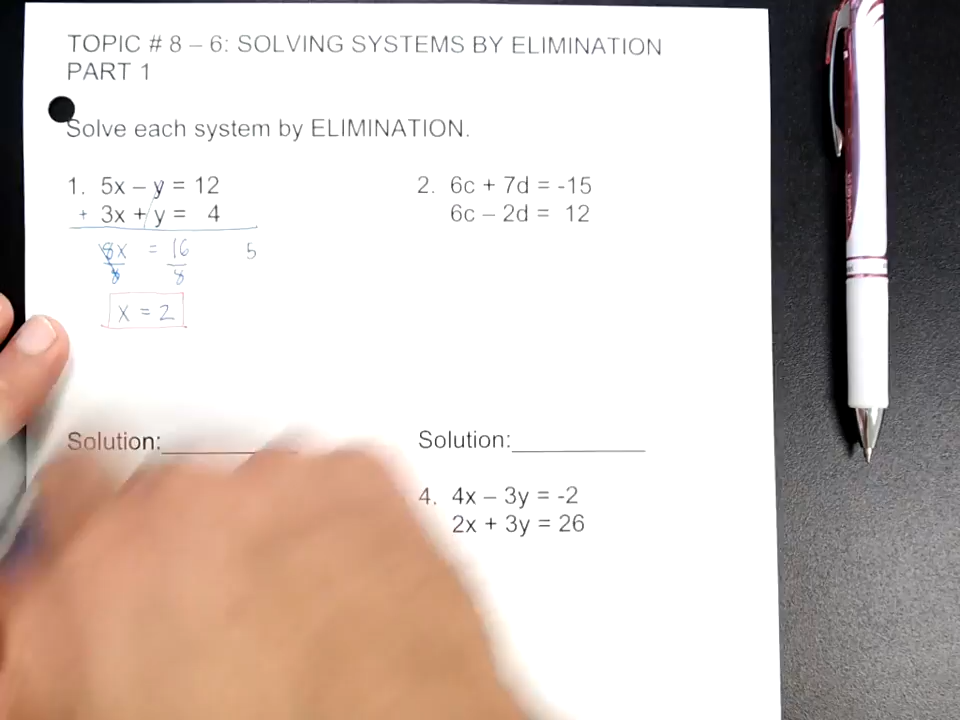 TOPIC # 8 – 6: SOLVING SYSTEMS BY ELIMINATION
PART 1
Solve each system by ELIMINATION.
1. 5x – y = 12
+ 3x + y = 4
8x = 16
8 8
5
x = 2
Solution:
2. 6c + 7d = -15
6c – 2d = 12
Solution:
4. 4x – 3y = -2
2x + 3y = 26